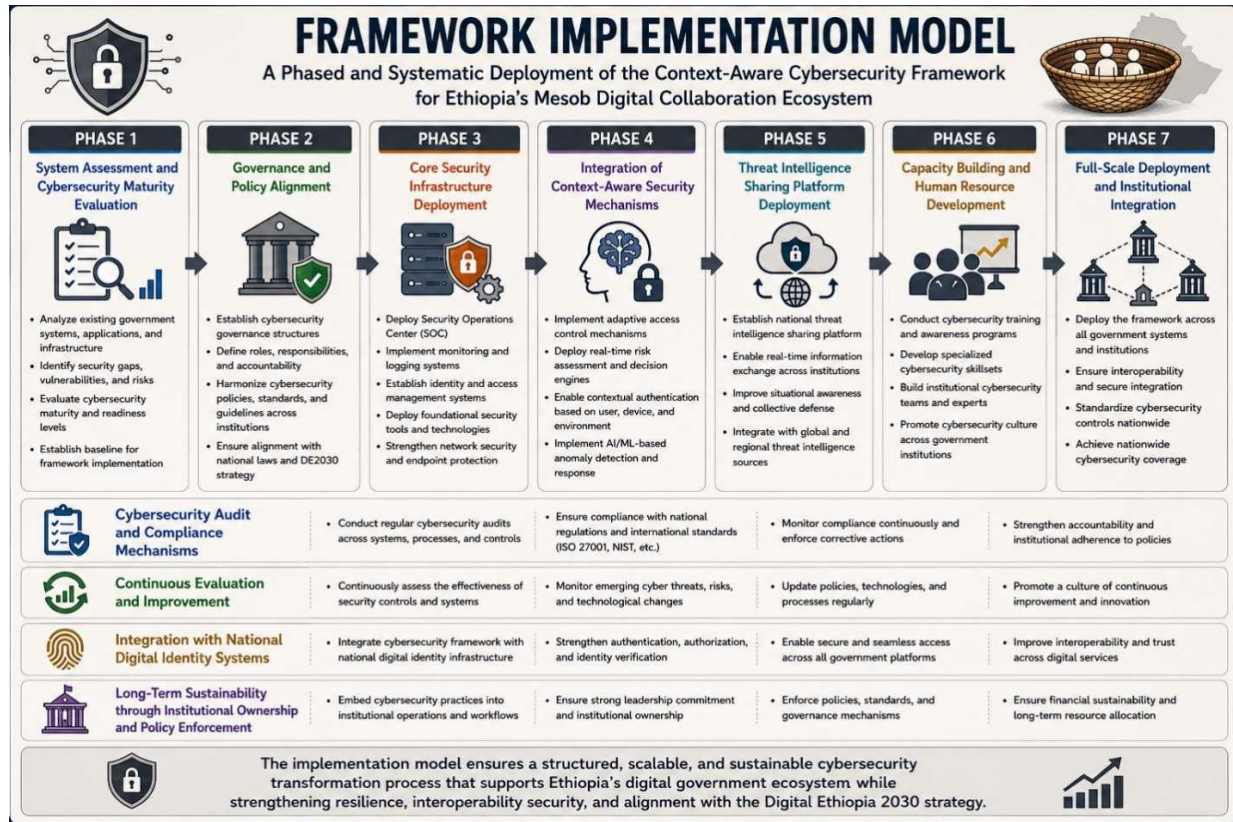 FRAMEWORK IMPLEMENTATION MODEL
A Phased and Systematic Deployment of the Context-Aware Cybersecurity Framework
for Ethiopia's Mesob Digital Collaboration Ecosystem
PHASE 1
System Assessment and
Cybersecurity Maturity
Evaluation
• Analyze existing government
systems, applications, and
infrastructure
• Identify security gaps,
vulnerabilities, and risks
• Evaluate cybersecurity
maturity and readiness
levels
• Establish baseline for
framework implementation
PHASE 2
Governance and
Policy Alignment
• Establish cybersecurity
governance structures
• Define roles, responsibilities,
and accountability
• Harmonize cybersecurity
policies, standards, and
guidelines across
institutions
• Ensure alignment with
national laws and DE2030
strategy
PHASE 3
Core Security
Infrastructure
Deployment
• Deploy Security Operations
Center (SOC)
• Implement monitoring and
logging systems
• Establish identity and access
management systems
• Deploy foundational security
tools and technologies
• Strengthen network security
and endpoint protection
PHASE 4
Integration of
Context-Aware Security
Mechanisms
• Implement adaptive access
control mechanisms
• Deploy real-time risk
assessment and decision
engines
• Enable contextual authentication
based on user, device, and
environment
• Implement AI/ML-based
anomaly detection and
response
PHASE 5
Threat Intelligence
Sharing Platform
Deployment
• Establish national threat
intelligence sharing platform
• Enable real-time information
exchange across institutions
• Improve situational awareness
and collective defense
• Integrate with global and
regional threat intelligence
sources
PHASE 6
Capacity Building and
Human Resource
Development
• Conduct cybersecurity training
and awareness programs
• Develop specialized
cybersecurity skillsets
• Build institutional cybersecurity
teams and experts
• Promote cybersecurity culture
across government
institutions
PHASE 7
Full-Scale Deployment
and Institutional
Integration
• Deploy the framework across
all government systems
and institutions
• Ensure interoperability
and secure integration
• Standardize cybersecurity
controls nationwide
• Achieve nationwide
cybersecurity coverage
Cybersecurity Audit
and Compliance
Mechanisms
• Conduct regular cybersecurity audits
across systems, processes, and controls
• Ensure compliance with national
regulations and international standards
(ISO 27001, NIST, etc.)
• Monitor compliance continuously and
enforce corrective actions
• Strengthen accountability and
institutional adherence to policies
Continuous Evaluation
and Improvement
• Continuously assess the effectiveness of
security controls and systems
• Monitor emerging cyber threats, risks,
and technological changes
• Update policies, technologies, and
processes regularly
• Promote a culture of continuous
improvement and innovation
Integration with National
Digital Identity Systems
• Integrate cybersecurity framework with
national digital identity infrastructure
• Strengthen authentication, authorization,
and identity verification
• Enable secure and seamless access
across all government platforms
• Improve interoperability and trust
across digital services
Long-Term Sustainability
through Institutional Ownership
and Policy Enforcement
• Embed cybersecurity practices into
institutional operations and workflows
• Ensure strong leadership commitment
and institutional ownership
• Enforce policies, standards, and
governance mechanisms
• Ensure financial sustainability and
long-term resource allocation
The implementation model ensures a structured, scalable, and sustainable cybersecurity
transformation process that supports Ethiopia's digital government ecosystem while
strengthening resilience, interoperability security, and alignment with the Digital Ethiopia 2030 strategy.